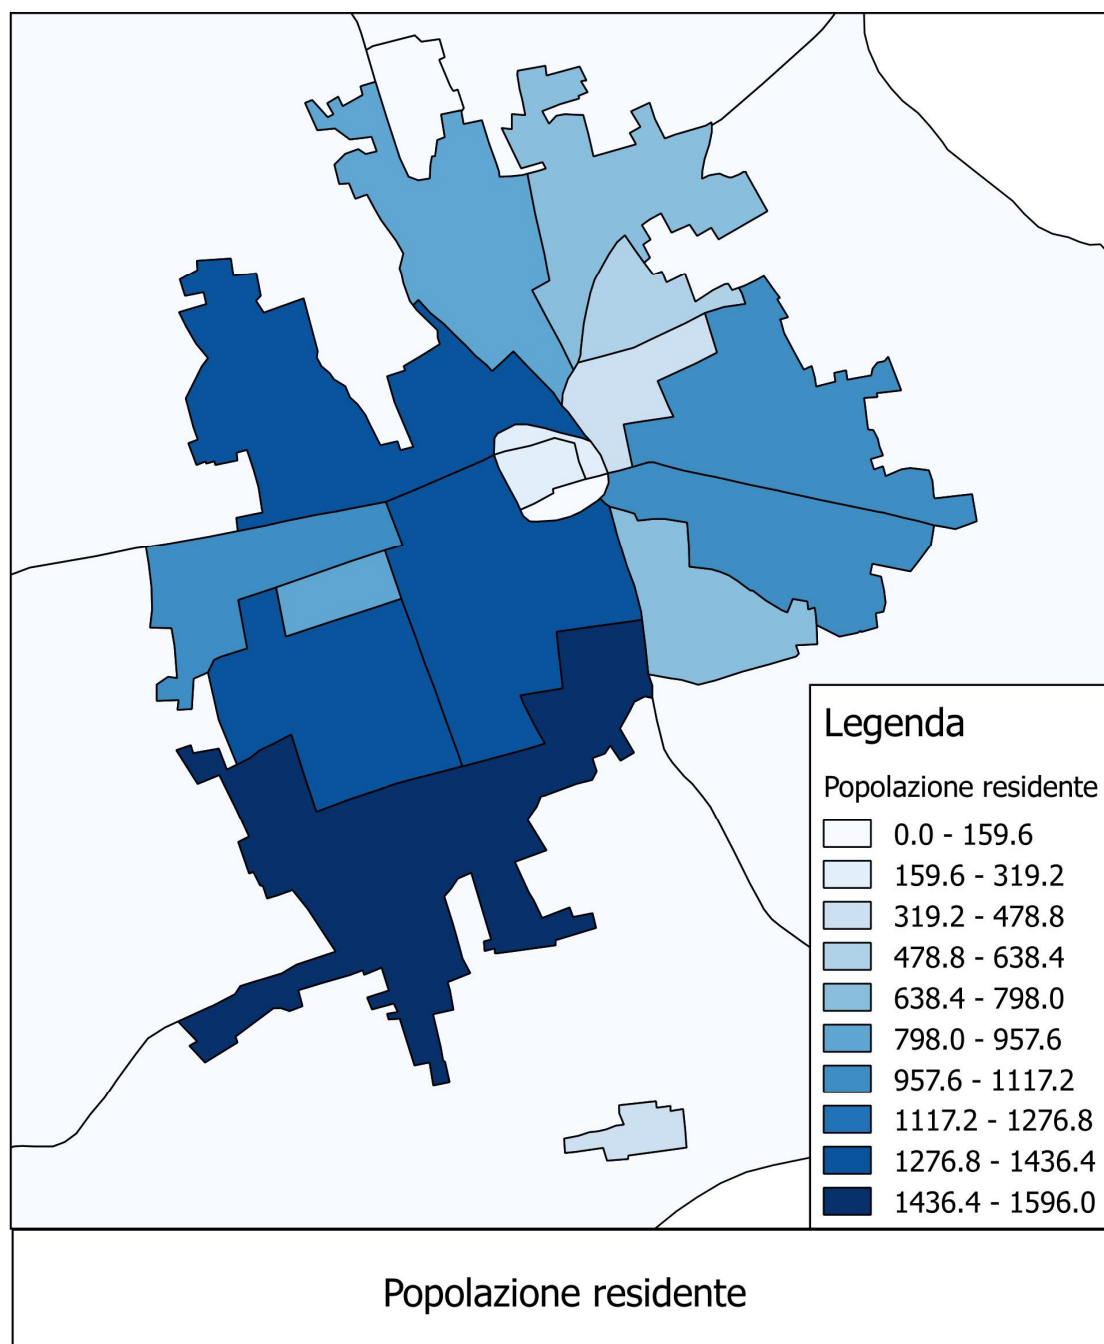 Legenda
Popolazione residente
0.0 - 159.6
159.6 - 319.2
319.2 - 478.8
478.8 - 638.4
638.4 - 798.0
798.0 - 957.6
957.6 - 1117.2
1117.2 - 1276.8
1276.8 - 1436.4
1436.4 - 1596.0
Popolazione residente